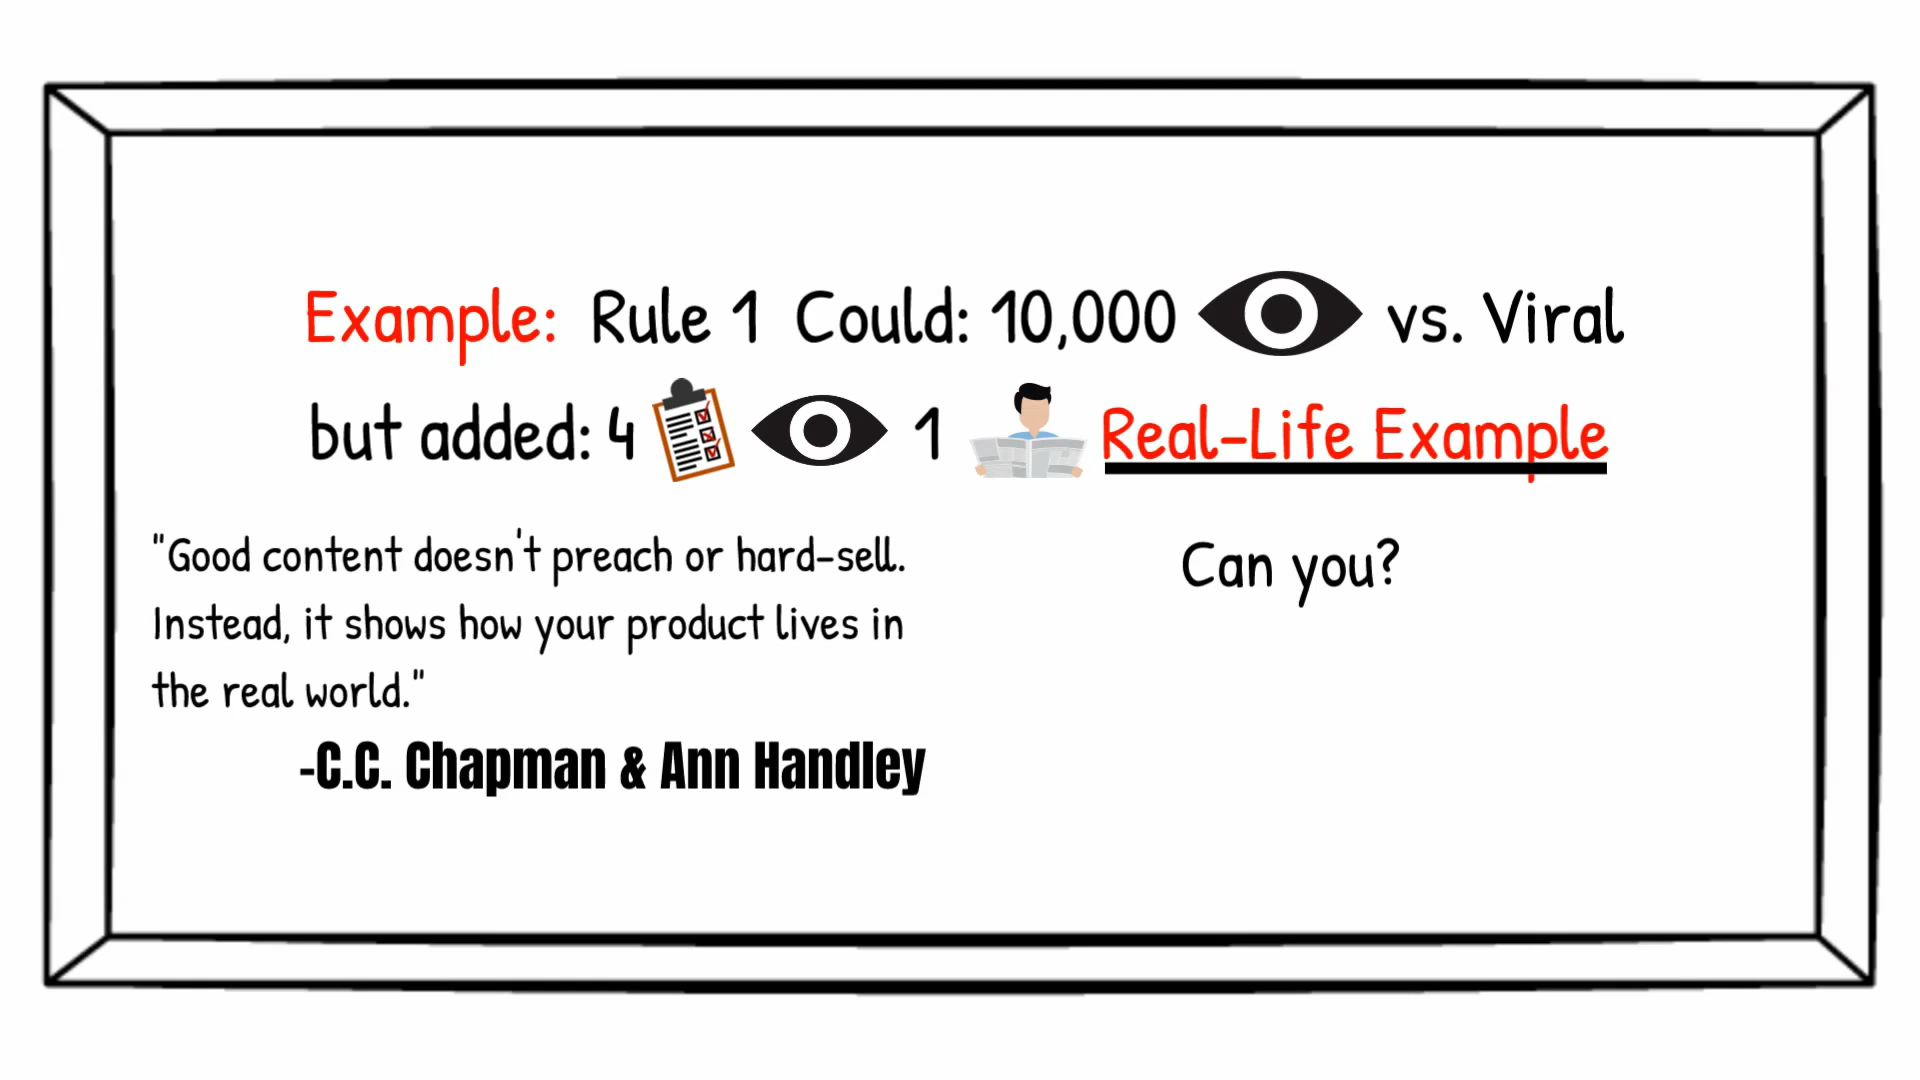 Example: Rule 1 Could: 10,000 vs. Viral
but added: 4 1 Real-Life Example
"Good content doesn't preach or hard-sell.
Instead, it shows how your product lives in
the real world."
-C.C. Chapman & Ann Handley
Can you?